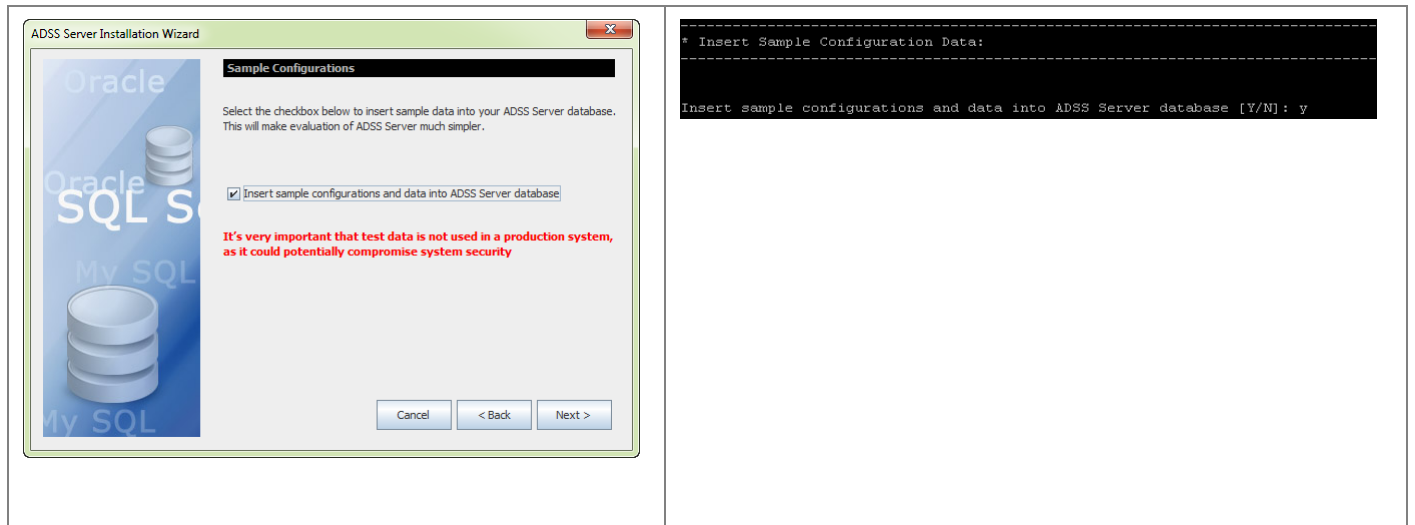 ADSS Server Installation Wizard
Oracle
Oracle
SQL S
My SQL
My SQL
Sample Configurations
Select the checkbox below to insert sample data into your ADSS Server database.
This will make evaluation of ADSS Server much simpler.
Insert sample configurations and data into ADSS Server database
It's very important that test data is not used in a production system,
as it could potentially compromise system security
Cancel
< Back
Next >
--------------------------------------------------------------------------------
* Insert Sample Configuration Data:
--------------------------------------------------------------------------------
Insert sample configurations and data into ADSS Server database [Y/N]: y